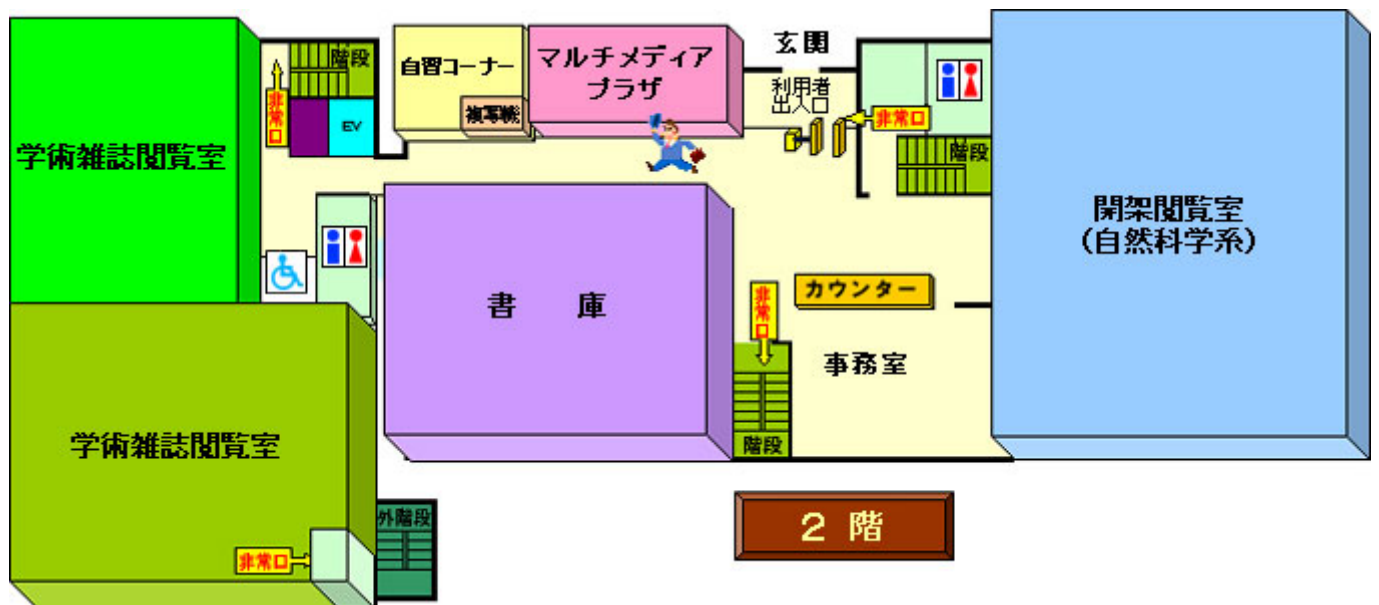 玄関
階段
自習コーナー
マルチメディア
プラザ
利用者
出入口
非常口
複写機
非常口
EV
階段
学術雑誌閲覧室
開架閲覧室
(自然科学系)
書 庫
非常口
カウンター
事務室
学術雑誌閲覧室
階段
外階段
2 階
非常口